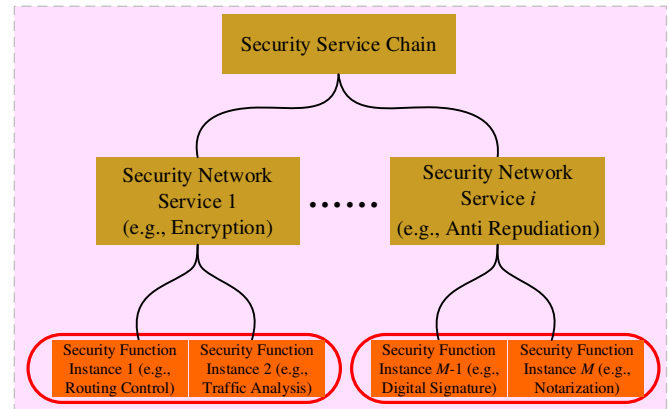 Security Service Chain
Security Network
Service 1
(e.g., Encryption)
......
Security Network
Service i
(e.g., Anti Repudiation)
Security Function
Instance 1 (e.g.,
Routing Control)
Security Function
Instance 2 (e.g.,
Traffic Analysis)
Security Function
Instance M-1 (e.g.,
Digital Signature)
Security Function
Instance M (e.g.,
Notarization)